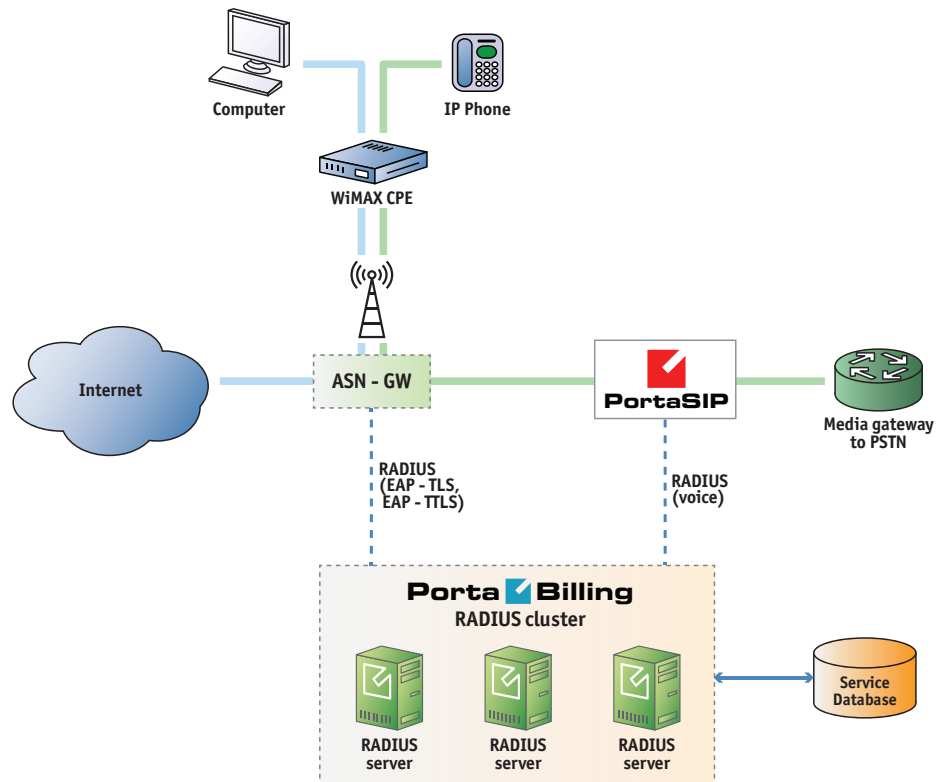 Computer
IP Phone
WiMAX CPE
Internet
ASN - GW
PortaSIP
Media gateway
to PSTN
RADIUS
(EAP - TLS,
EAP - TTLS)
RADIUS
(voice)
Porta Billing
RADIUS cluster
RADIUS
server
RADIUS
server
RADIUS
server
Service
Database